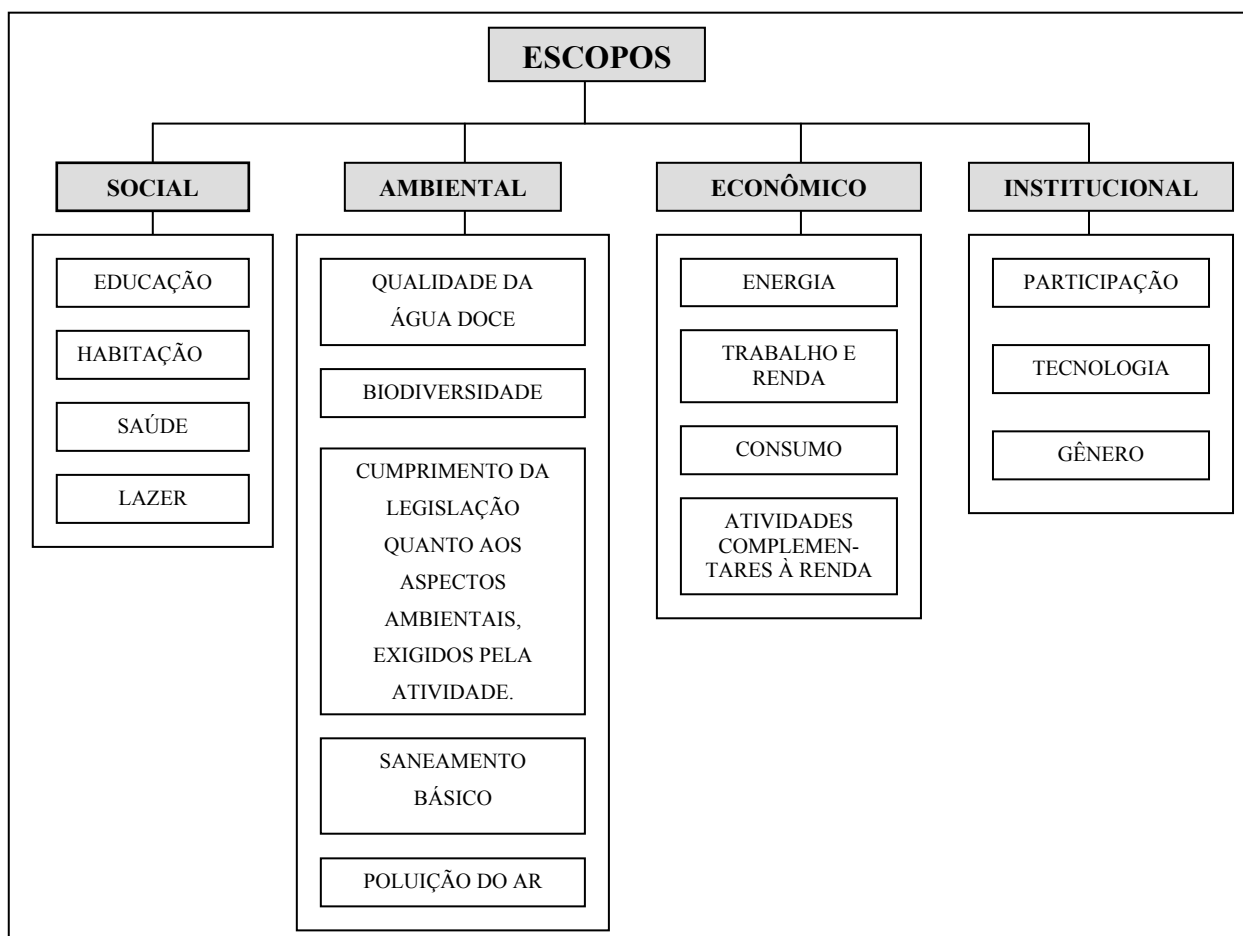 ESCOPOS
SOCIAL
EDUCAÇÃO
HABITAÇÃO
SAÚDE
LAZER
AMBIENTAL
QUALIDADE DA
ÁGUA DOCE
BIODIVERSIDADE
CUMPRIMENTO DA
LEGISLAÇÃO
QUANTO AOS
ASPECTOS
AMBIENTAIS,
EXIGIDOS PELA
ATIVIDADE.
SANEAMENTO
BÁSICO
POLUIÇÃO DO AR
ECONÔMICO
ENERGIA
TRABALHO E
RENDA
CONSUMO
ATIVIDADES
COMPLEMEN-
TARES À RENDA
INSTITUCIONAL
PARTICIPAÇÃO
TECNOLOGIA
GÊNERO